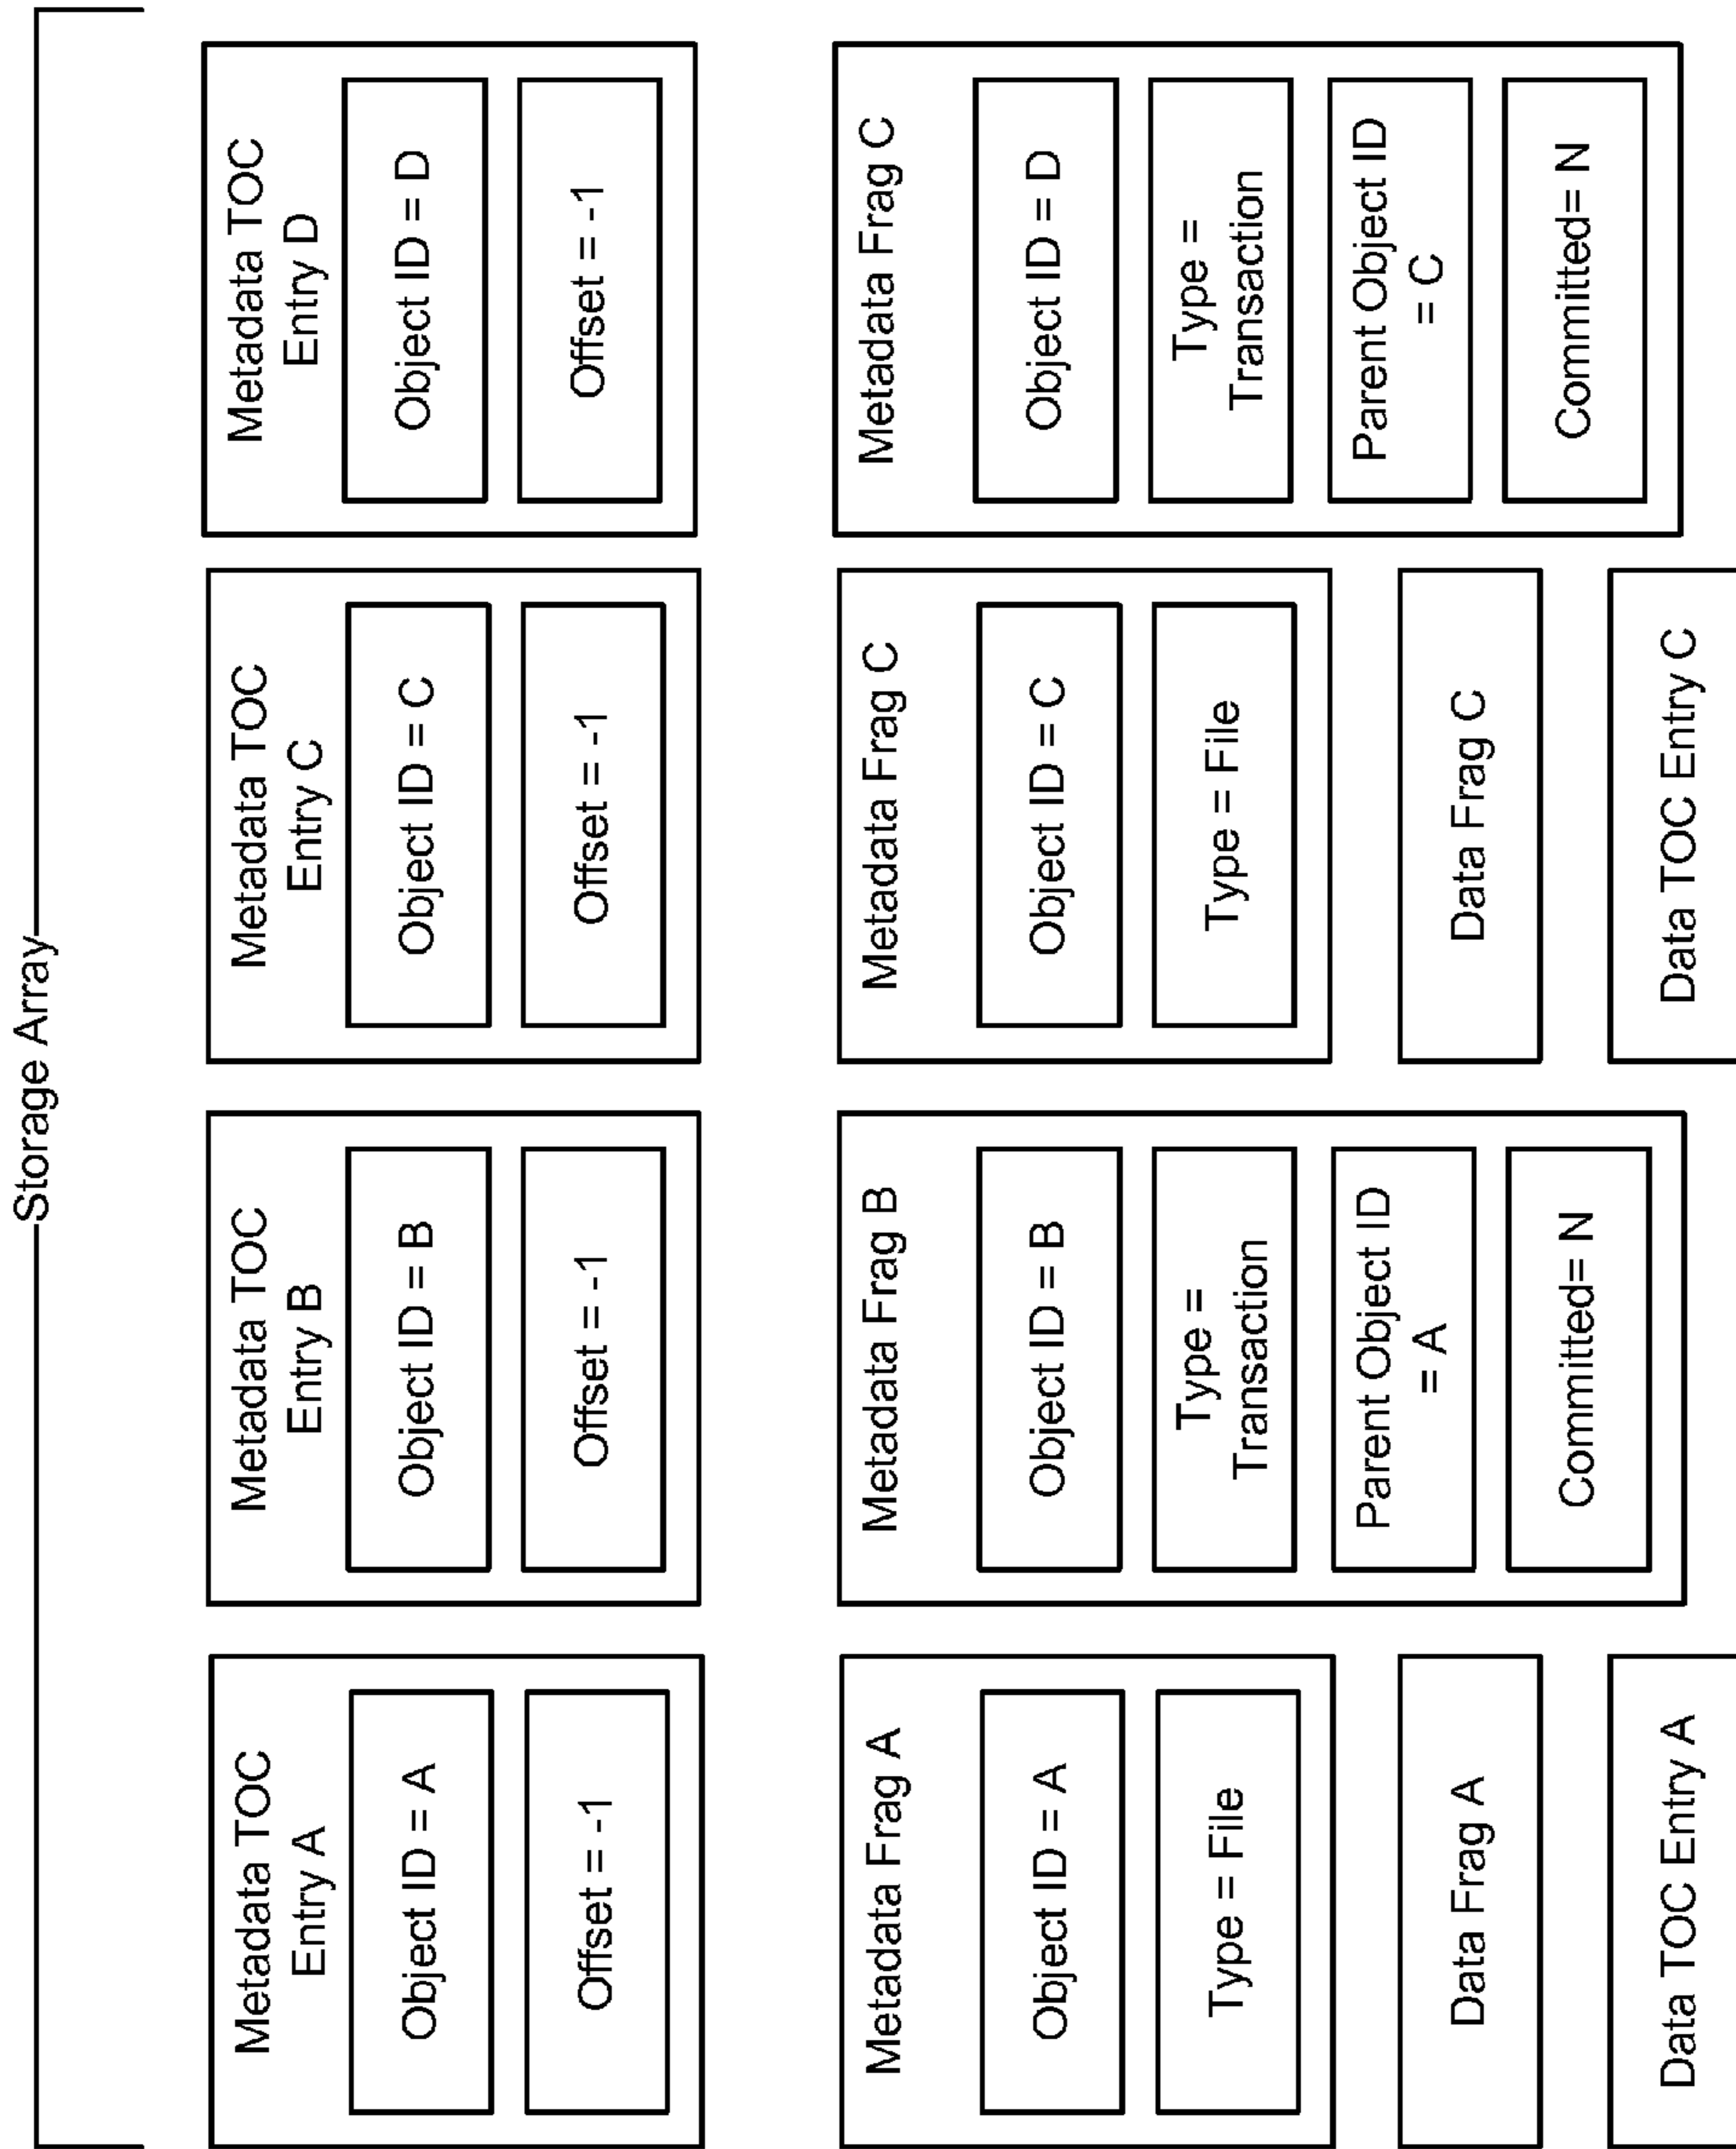 Storage Array
Metadata TOC
Entry A
Object ID = A
Offset = -1
Metadata TOC
Entry B
Object ID = B
Offset = -1
Metadata TOC
Entry C
Object ID = C
Offset = -1
Metadata TOC
Entry D
Object ID = D
Offset = -1
Metadata Frag A
Object ID = A
Type = File
Data Frag A
Data TOC Entry A
Metadata Frag B
Object ID = B
Type =
Transaction
Parent Object ID
= A
Committed= N
Metadata Frag C
Object ID = C
Type = File
Data Frag C
Data TOC Entry C
Metadata Frag C
Object ID = D
Type =
Transaction
Parent Object ID
= C
Committed= N